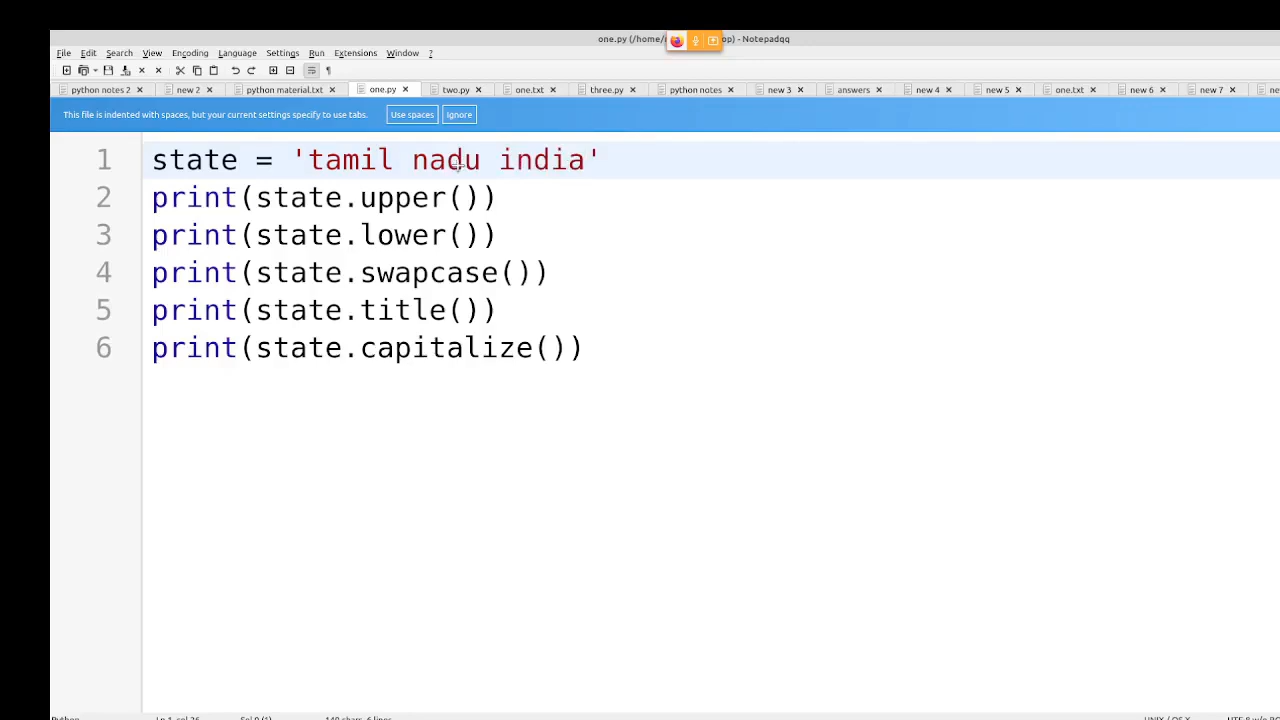 one.py (/home/ op) - Notepadqq
File Edit Search View Encoding Language Settings Run Extensions Window ?
python notes 2 new 2 python material.txt one.py two.py one.txt three.py python notes new 3 answers new 4 new 5 one.txt new 6 new 7
This file is indented with spaces, but your current settings specify to use tabs. Use spaces Ignore
1 state = 'tamil nadu india'
2 print(state.upper())
3 print(state.lower())
4 print(state.swapcase())
5 print(state.title())
6 print(state.capitalize())